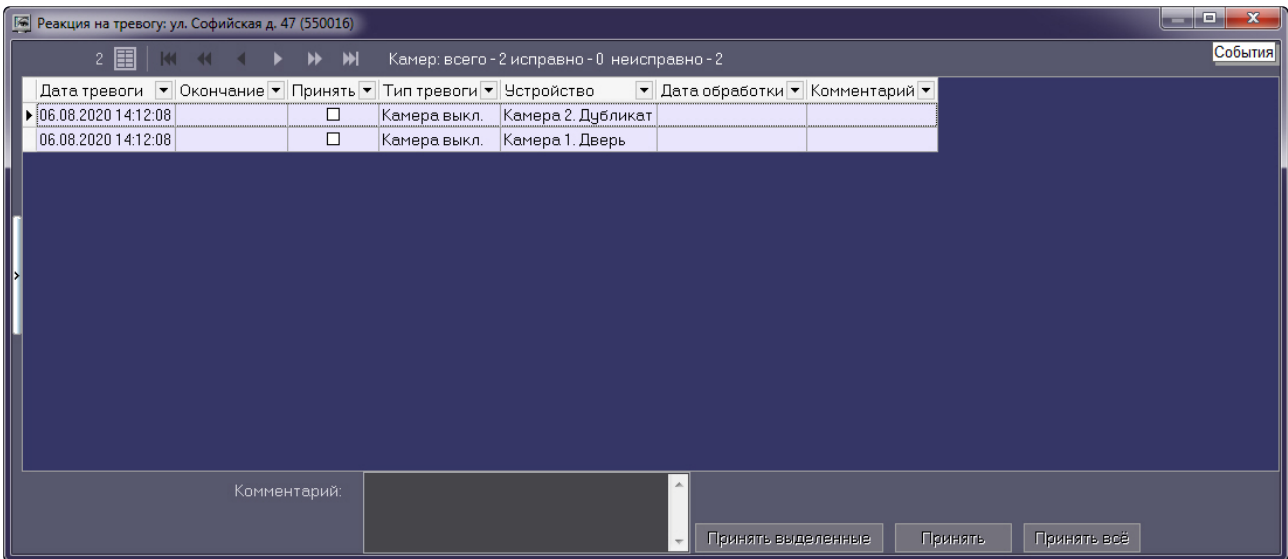 Реакция на тревогу: ул. Софийская д. 47 (550016)
2 Камер: всего - 2 исправно - 0 неисправно - 2 События
Дата тревоги Окончание Принять Тип тревоги Устройство Дата обработки Комментарий
06.08.2020 14:12:08 Камера выкл. Камера 2. Дубликат
06.08.2020 14:12:08 Камера выкл. Камера 1. Дверь
Комментарий:
Принять выделенные Принять Принять всё